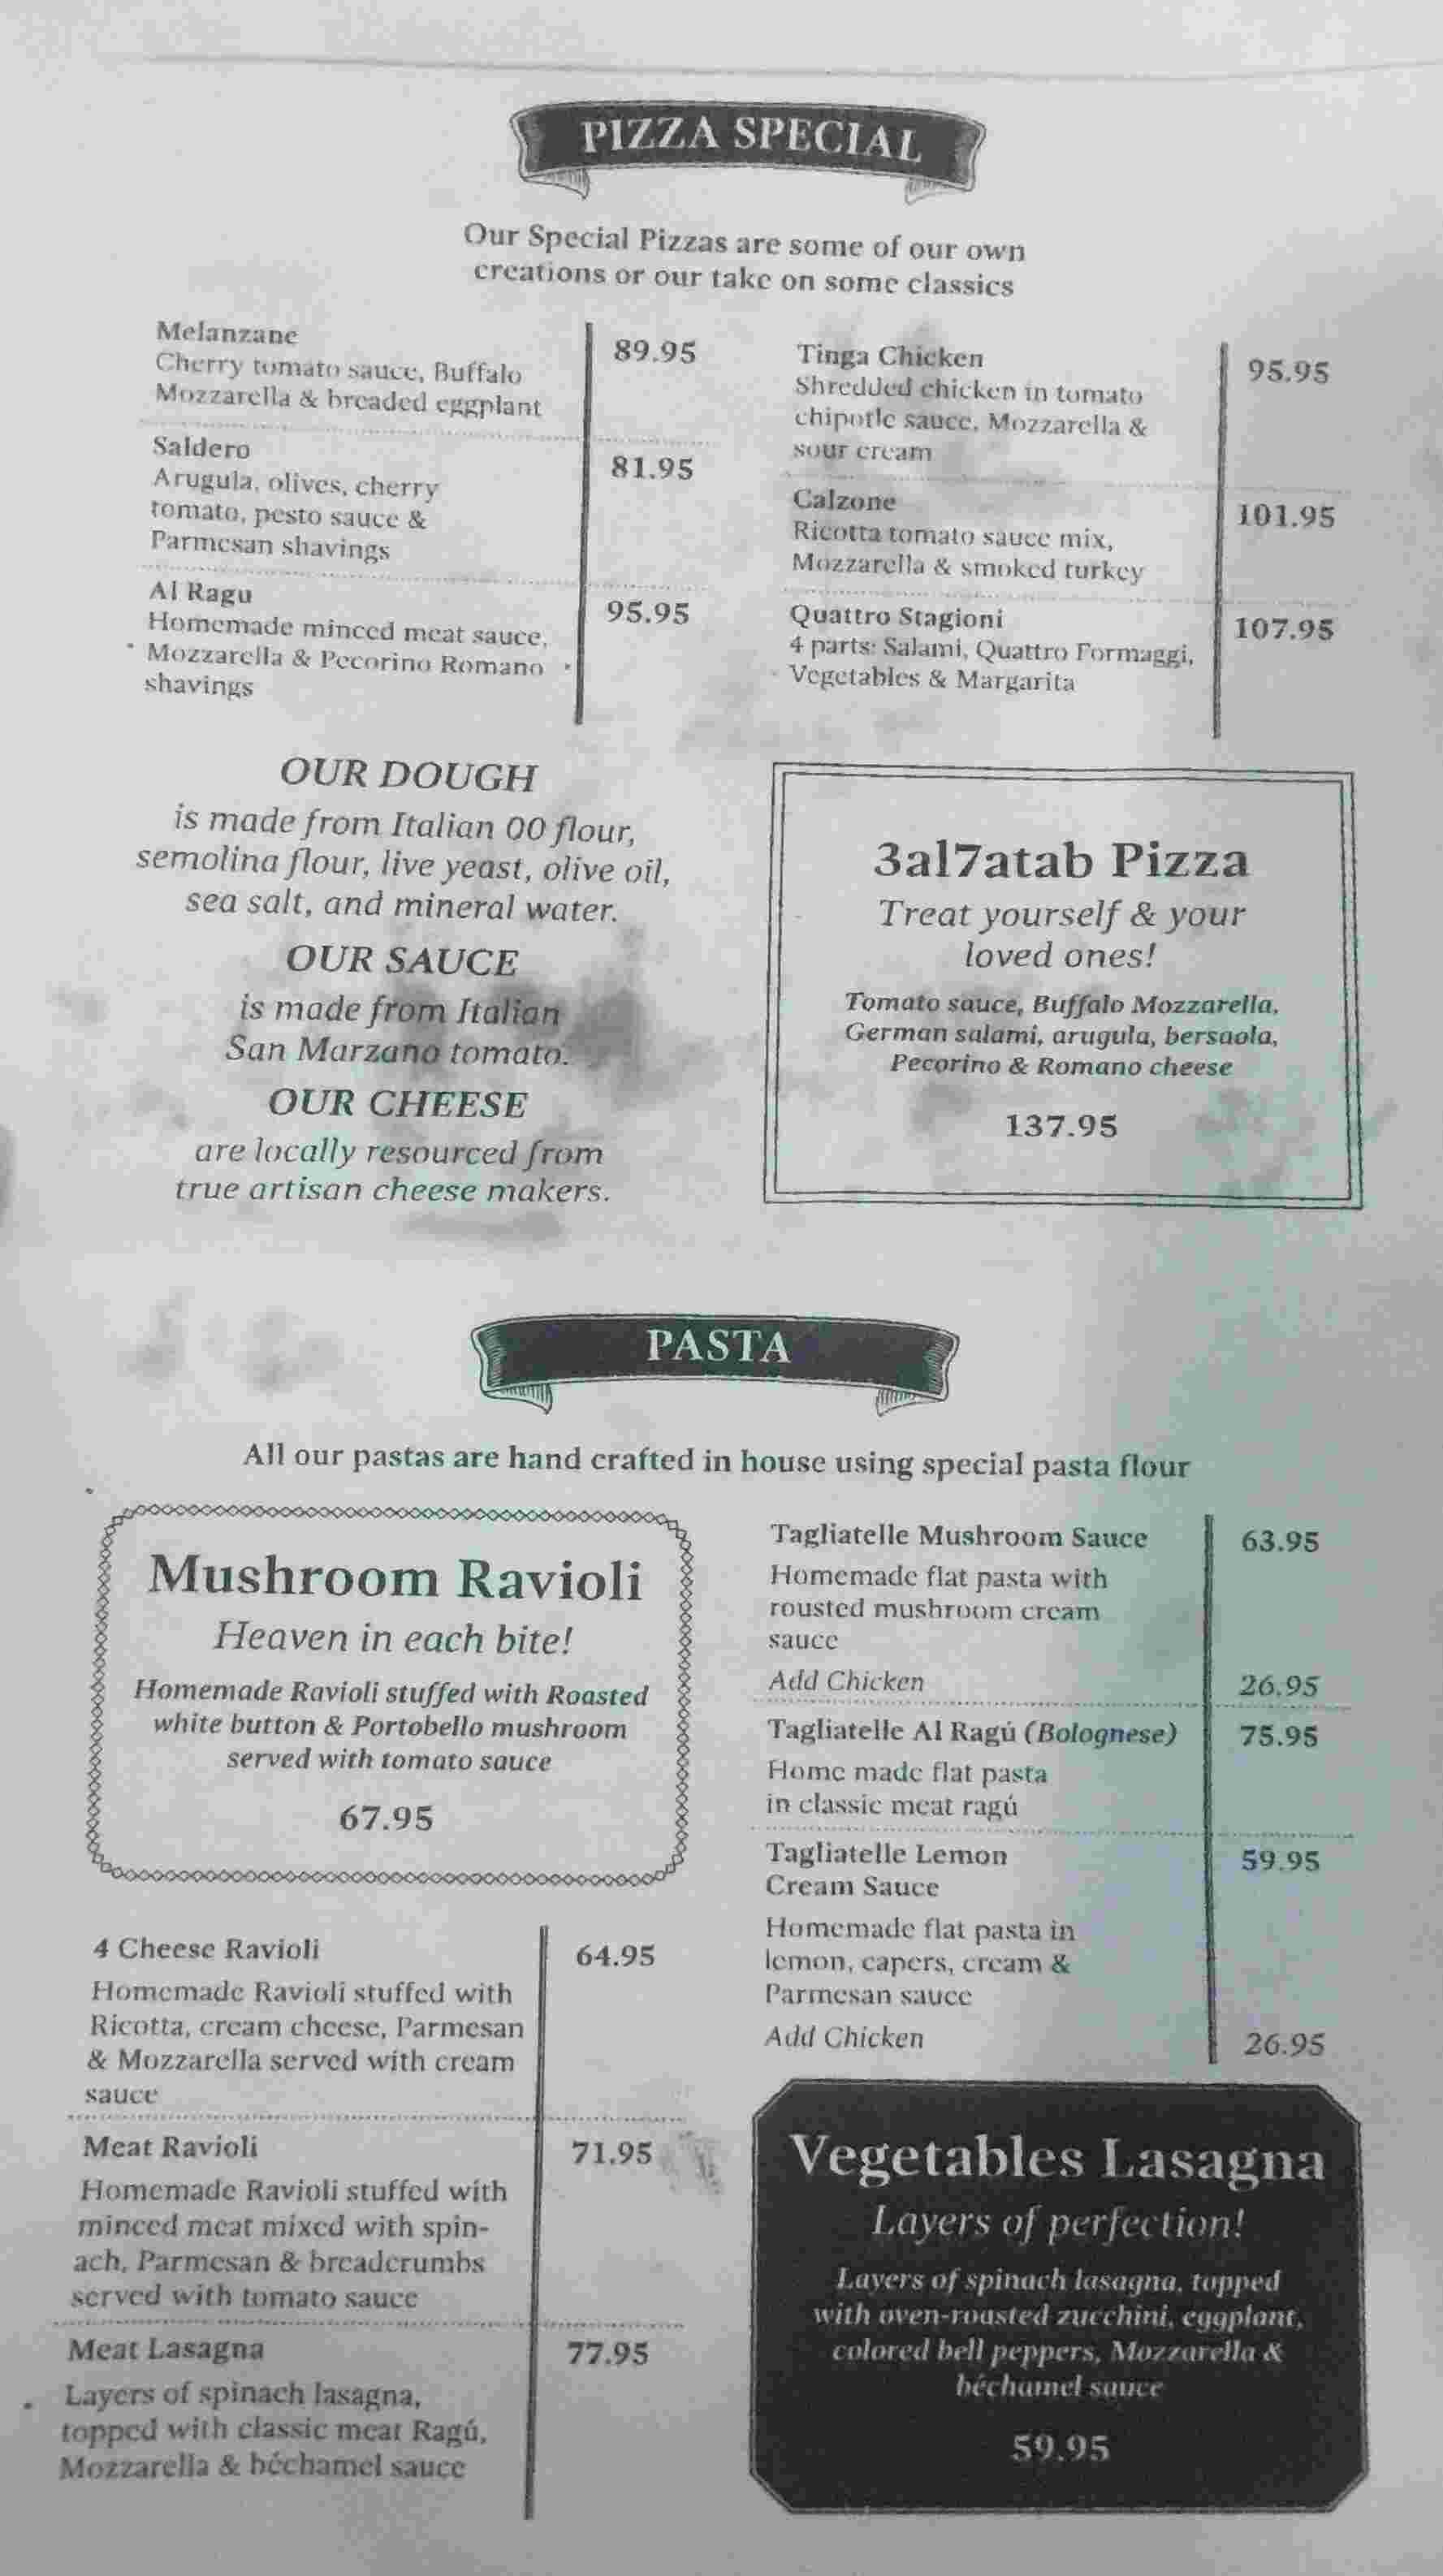 PIZZA SPECIAL
Our Special Pizzas are some of our own
creations or our take on some classics
Melanzane
89.95
Cherry tomato sauce, Buffalo
Mozzarella & breaded eggplant
Saldero
81.95
Arugula, olives, cherry
tomato, pesto sauce &
Parmesan shavings
Al Ragu
95.95
Homemade minced meat sauce,
Mozzarella & Pecorino Romano
shavings
Tinga Chicken
95.95
Shredded chicken in tomato
chipotle sauce, Mozzarella &
sour cream
Calzone
101.95
Ricotta tomato sauce mix,
Mozzarella & smoked turkey
Quattro Stagioni
107.95
4 parts: Salami, Quattro Formaggi,
Vegetables & Margarita
OUR DOUGH
is made from Italian 00 flour,
semolina flour, live yeast, olive oil,
sea salt, and mineral water.
OUR SAUCE
is made from Italian
San Marzano tomato.
OUR CHEESE
are locally resourced from
true artisan cheese makers.
3al7atab Pizza
Treat yourself & your
loved ones!
Tomato sauce, Buffalo Mozzarella,
German salami, arugula, bersaola,
Pecorino & Romano cheese
137.95
PASTA
All our pastas are hand crafted in house using special pasta flour
Mushroom Ravioli
Heaven in each bite!
Homemade Ravioli stuffed with Roasted
white button & Portobello mushroom
served with tomato sauce
67.95
4 Cheese Ravioli
64.95
Homemade Ravioli stuffed with
Ricotta, cream cheese, Parmesan
& Mozzarella served with cream
sauce
Meat Ravioli
71.95
Homemade Ravioli stuffed with
minced meat mixed with spin-
ach, Parmesan & breadcrumbs
served with tomato sauce
Meat Lasagna
77.95
Layers of spinach lasagna,
topped with classic meat Ragú,
Mozzarella & béchamel sauce
Tagliatelle Mushroom Sauce
63.95
Homemade flat pasta with
rousted mushroom cream
sauce
Add Chicken
26.95
Tagliatelle Al Ragú (Bolognese)
75.95
Home made flat pasta
in classic meat ragú
Tagliatelle Lemon
59.95
Cream Sauce
Homemade flat pasta in
lemon, capers, cream &
Parmesan sauce
Add Chicken
26.95
Vegetables Lasagna
Layers of perfection!
Layers of spinach lasagna, topped
with oven-rousted zucchini, eggplant,
colored bell peppers, Mozzarella &
béchamel sauce
59.95